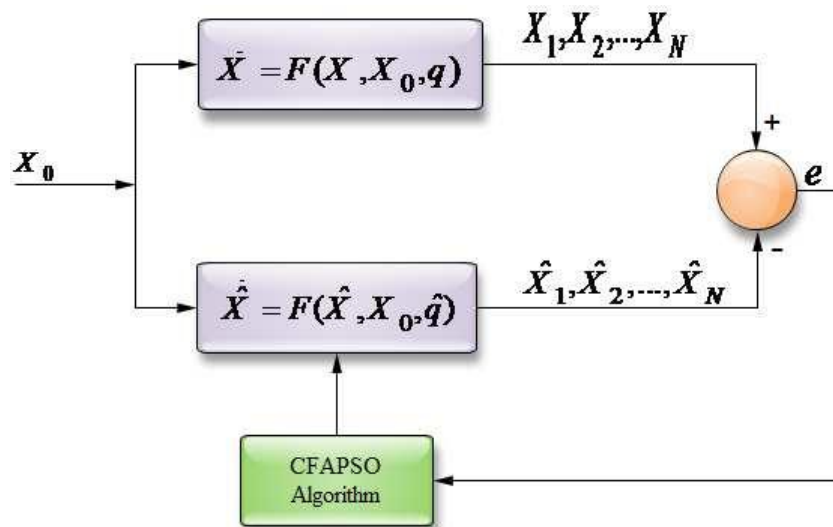 Ẋ = F(X, X₀, q)
X₁, X₂, ..., X_N
+
X₀
e
-
X̂̇ = F(X̂, X₀, q̂)
X̂₁, X̂₂, ..., X̂_N
CFAPSO
Algorithm